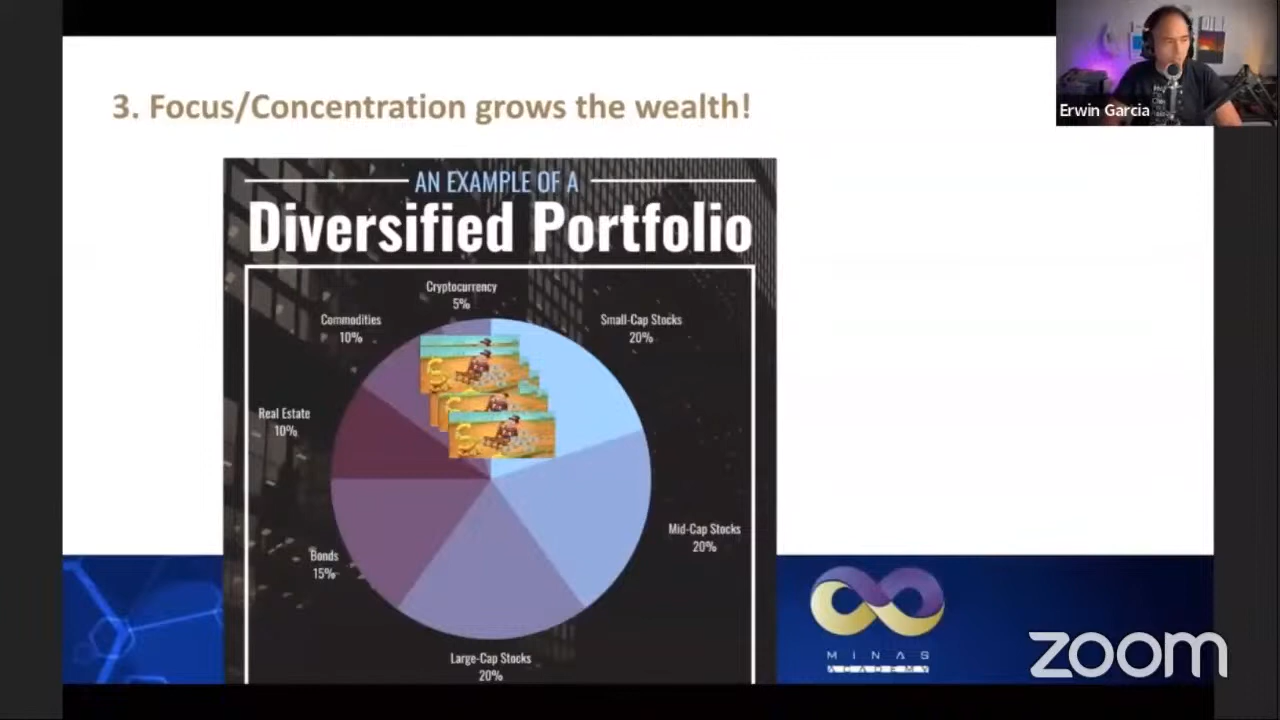 3. Focus/Concentration grows the wealth!
Erwin Garcia
AN EXAMPLE OF A
Diversified Portfolio
Cryptocurrency
5%
Commodities
10%
Small-Cap Stocks
20%
Real Estate
10%
Mid-Cap Stocks
20%
Bonds
15%
Large-Cap Stocks
20%
MINAS
ACADEMY
zoom